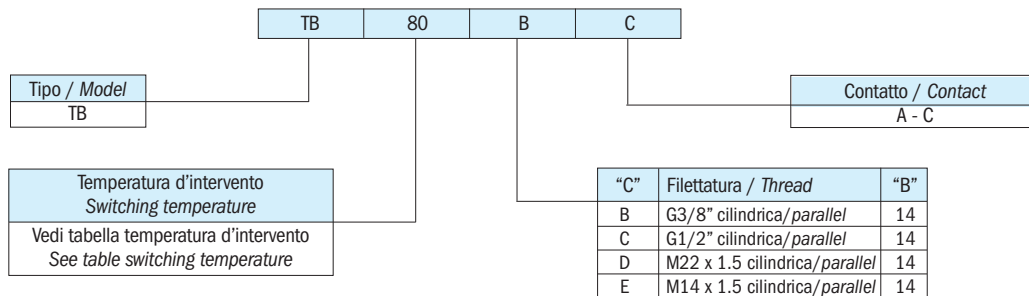 TB 80 B C
Tipo / Model
TB
Contatto / Contact
A - C
Temperatura d'intervento
Switching temperature
Vedi tabella temperatura d'intervento
See table switching temperature
“C” Filettatura / Thread “B”
B G3/8” cilindrica/parallel 14
C G1/2” cilindrica/parallel 14
D M22 x 1.5 cilindrica/parallel 14
E M14 x 1.5 cilindrica/parallel 14